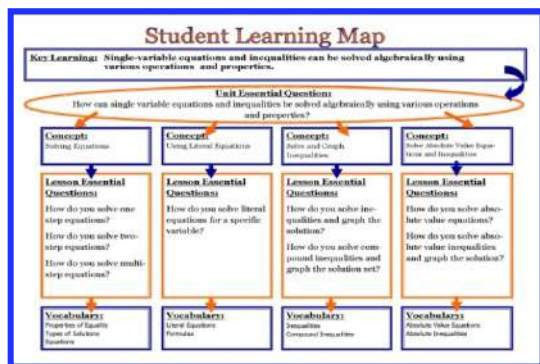 Student Learning Map
Key Learning: Single-variable equations and inequalities can be solved algebraically using
various operations and properties.
Unit Essential Question:
How can single variable equations and inequalities be solved algebraically using various operations
and properties?
Concept:
Solving Equations
Concept:
Using Literal Equations
Concept:
Solve and Graph
Inequalities
Concept:
Solve Absolute Value Equa-
tions and Inequalities
Lesson Essential
Questions:
How do you solve one
step equations?
How do you solve two-
step equations?
How do you solve multi-
step equations?
Lesson Essential
Questions:
How do you solve literal
equations for a specific
variable?
Lesson Essential
Questions:
How do you solve ine-
qualities and graph the
solution?
How do you solve com-
pound inequalities and
graph the solution set?
Lesson Essential
Questions:
How do you solve abso-
lute value equations?
How do you solve abso-
lute value inequalities
and graph the solution?
Vocabulary:
Properties of Equality
Types of Solutions
Equations
Vocabulary:
Literal Equations
Formulas
Vocabulary:
Inequalities
Compound Inequalities
Vocabulary:
Absolute Value Equations
Absolute Inequalities